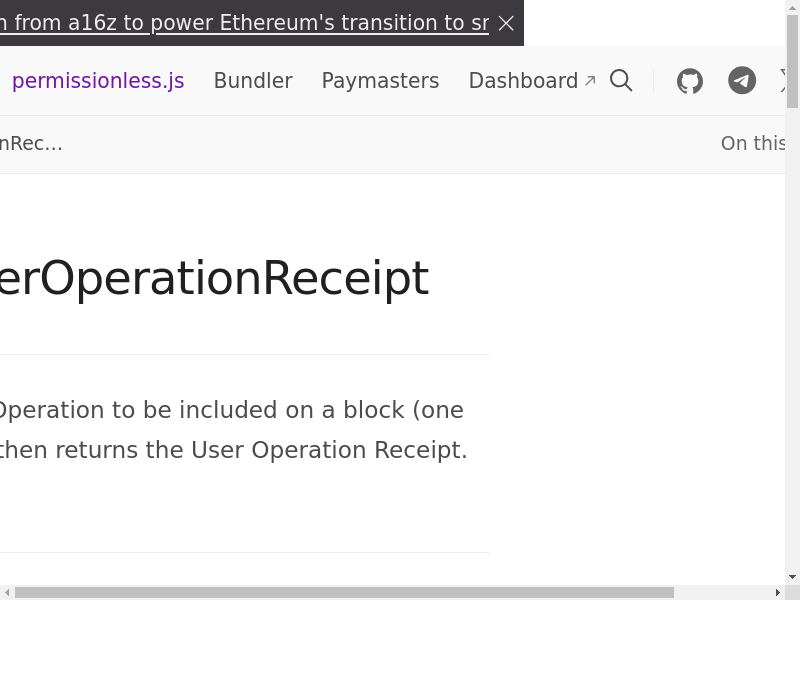 from a16z to power Ethereum's transition to sr
permissionless.js Bundler Paymasters Dashboard
nRec...
On this
erOperationReceipt
Operation to be included on a block (one
then returns the User Operation Receipt.